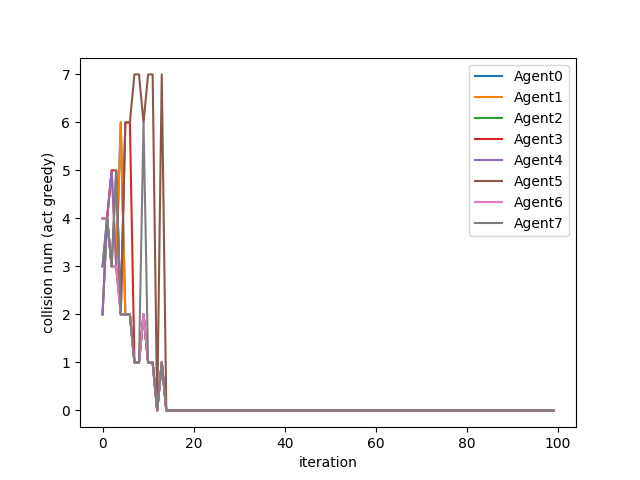 7
6
5
4
3
2
1
0
collision num (act greedy)
Agent0
Agent1
Agent2
Agent3
Agent4
Agent5
Agent6
Agent7
0 20 40 60 80 100
iteration